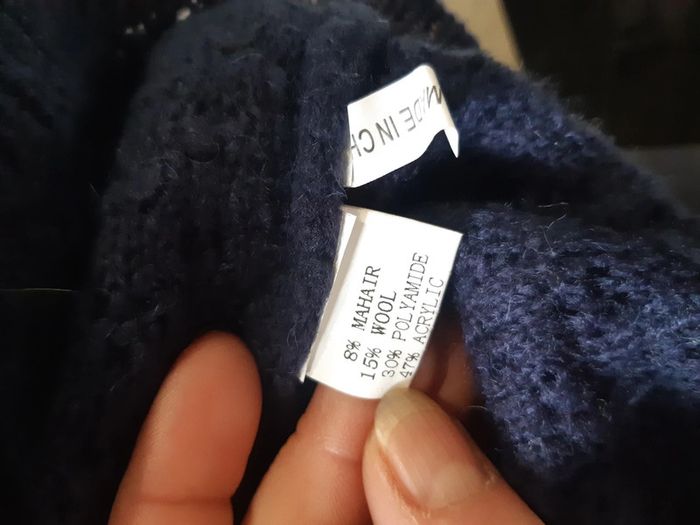 MADE IN CH
8% MAHAIR
15% WOOL
30% POLYAMIDE
47% ACRYLIC